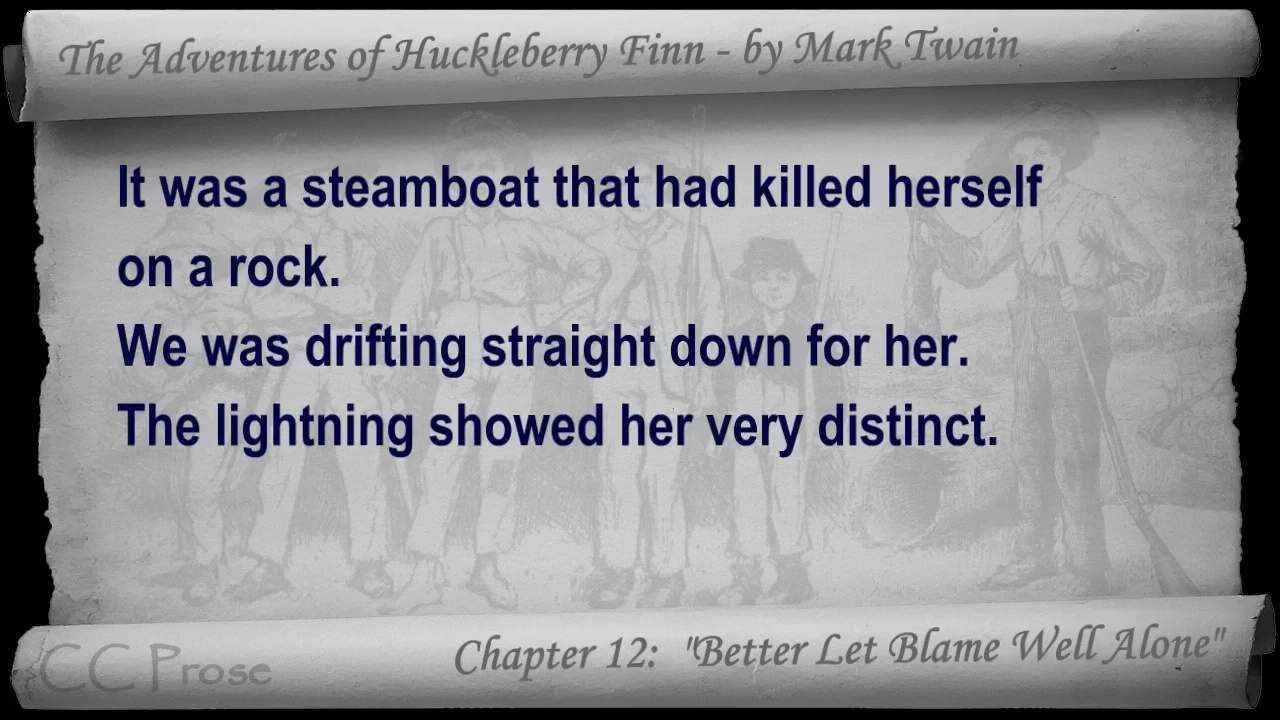 The Adventures of Huckleberry Finn - by Mark Twain
It was a steamboat that had killed herself
on a rock.
We was drifting straight down for her.
The lightning showed her very distinct.
CC Prose
Chapter 12: "Better Let Blame Well Alone"